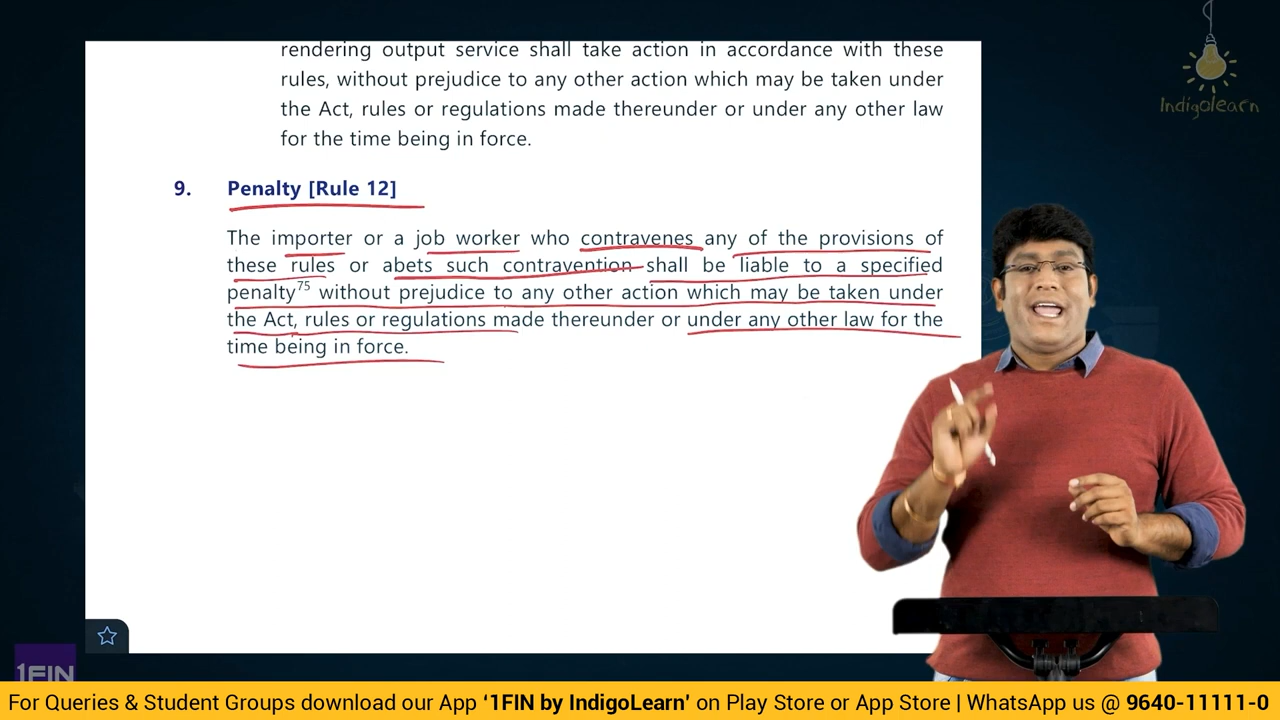 rendering output service shall take action in accordance with these
rules, without prejudice to any other action which may be taken under
the Act, rules or regulations made thereunder or under any other law
for the time being in force.
Indigolearn
9. Penalty [Rule 12]
The importer or a job worker who contravenes any of the provisions of
these rules or abets such contravention shall be liable to a specified
penalty75 without prejudice to any other action which may be taken under
the Act, rules or regulations made thereunder or under any other law for the
time being in force.
1FIN
For Queries & Student Groups download our App ‘1FIN by IndigoLearn' on Play Store or App Store | WhatsApp us @ 9640-11111-0